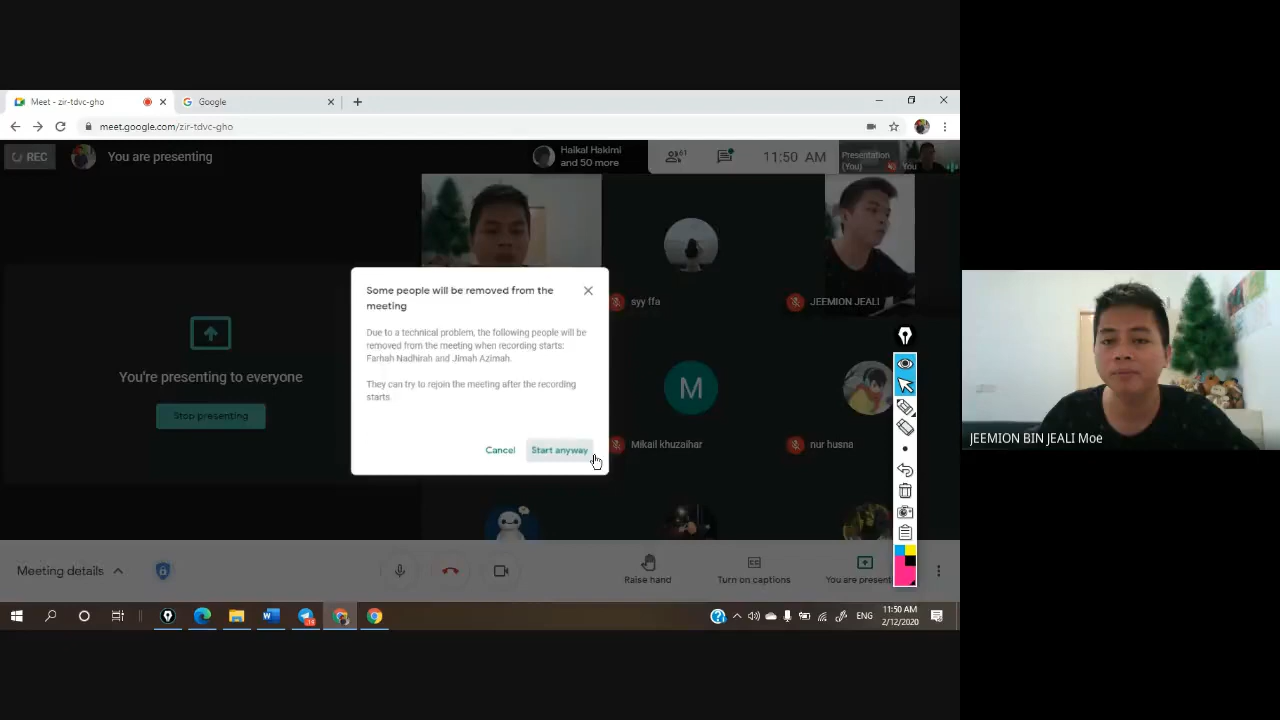 Meet - zir-tdvc-gho
Google
meet.google.com/zir-tdvc-gho
REC
You are presenting
Haikal Hakimi
and 50 more
61
11:50 AM
Presentation
(You)
You
Some people will be removed from the
meeting
Due to a technical problem, the following people will be
removed from the meeting when recording starts:
Farhah Nadhirah and Jimah Azimah.
They can try to rejoin the meeting after the recording
starts.
Cancel
Start anyway
You're presenting to everyone
Stop presenting
syy ffa
JEEMION JEALI
M
Mikail khuzaihar
nur husna
JEEMION BIN JEALI Moe
Meeting details
Raise hand
Turn on captions
You are present
ENG
11:50 AM
2/12/2020